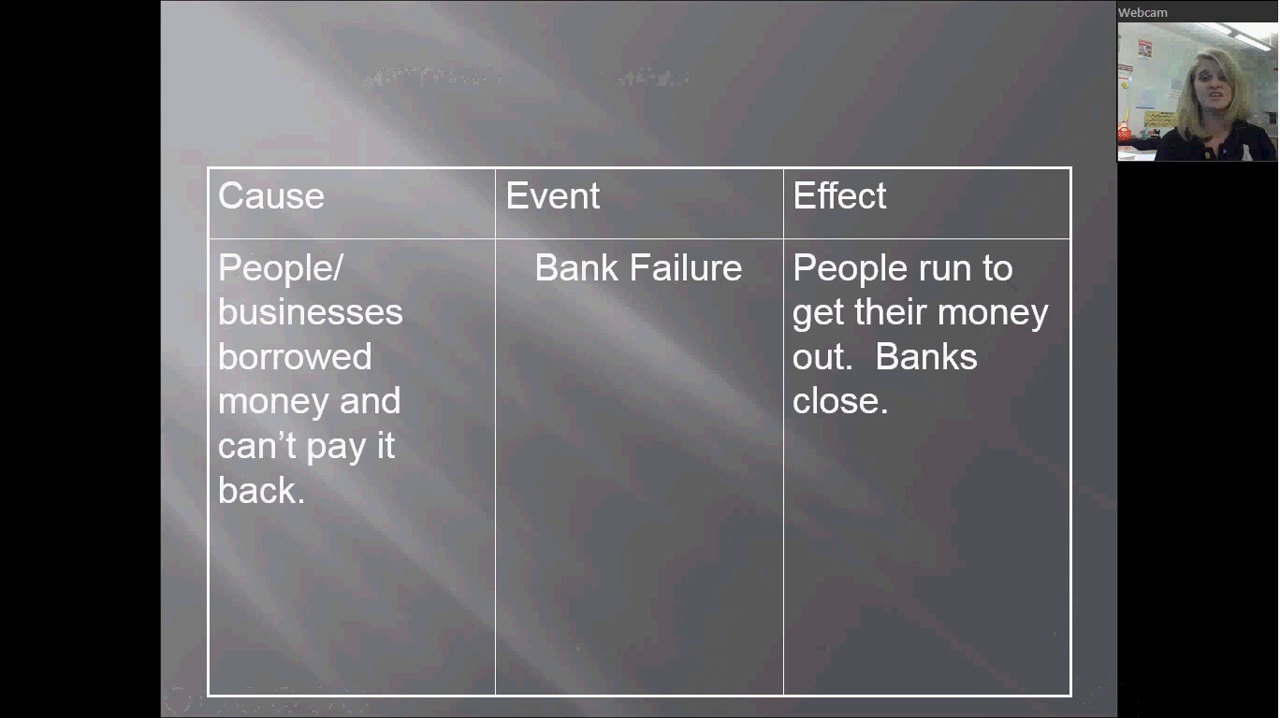 Webcam
Cause
Event
Effect
People/
businesses
borrowed
money and
can’t pay it
back.
Bank Failure
People run to
get their money
out.  Banks
close.